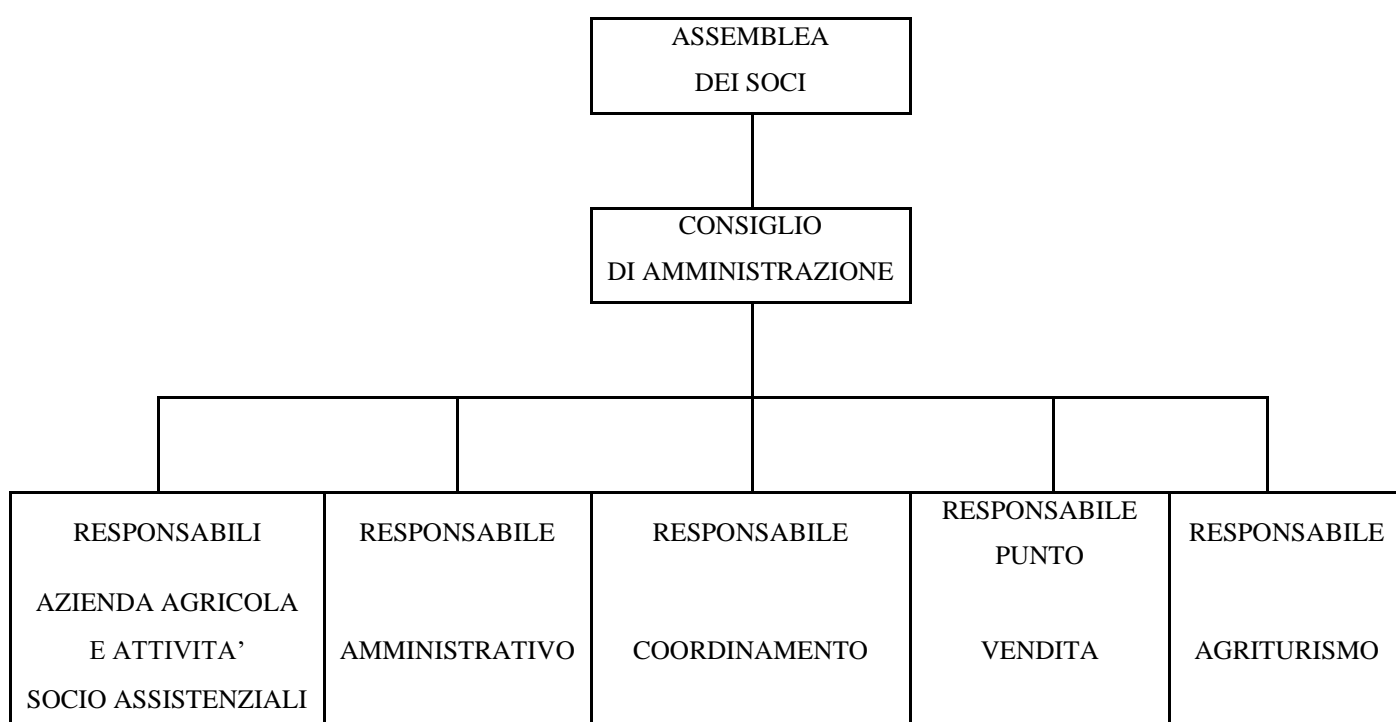 ASSEMBLEA
DEI SOCI
CONSIGLIO
DI AMMINISTRAZIONE
RESPONSABILI
AZIENDA AGRICOLA
E ATTIVITA’
SOCIO ASSISTENZIALI
RESPONSABILE
AMMINISTRATIVO
RESPONSABILE
COORDINAMENTO
RESPONSABILE
PUNTO
VENDITA
RESPONSABILE
AGRITURISMO